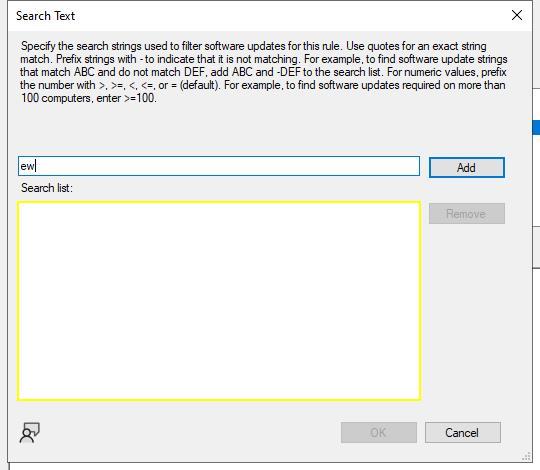 Search Text
Specify the search strings used to filter software updates for this rule. Use quotes for an exact string
match. Prefix strings with - to indicate that it is not matching. For example, to find software update strings
that match ABC and do not match DEF, add ABC and -DEF to the search list. For numeric values, prefix
the number with >, >=, <, <=, or = (default). For example, to find software updates required on more than
100 computers, enter >=100.
ew
Add
Search list:
Remove
OK
Cancel